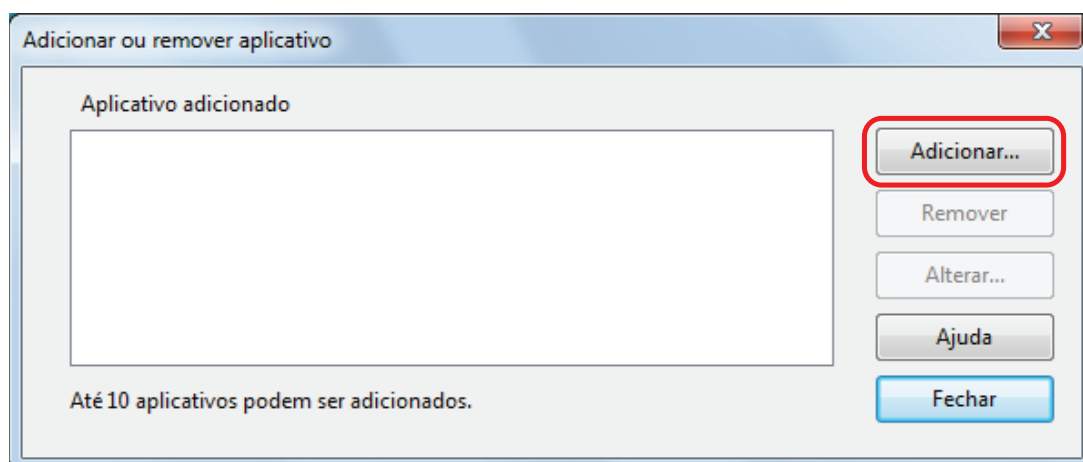 Adicionar ou remover aplicativo
Aplicativo adicionado
Adicionar...
Remover
Alterar...
Ajuda
Até 10 aplicativos podem ser adicionados.
Fechar